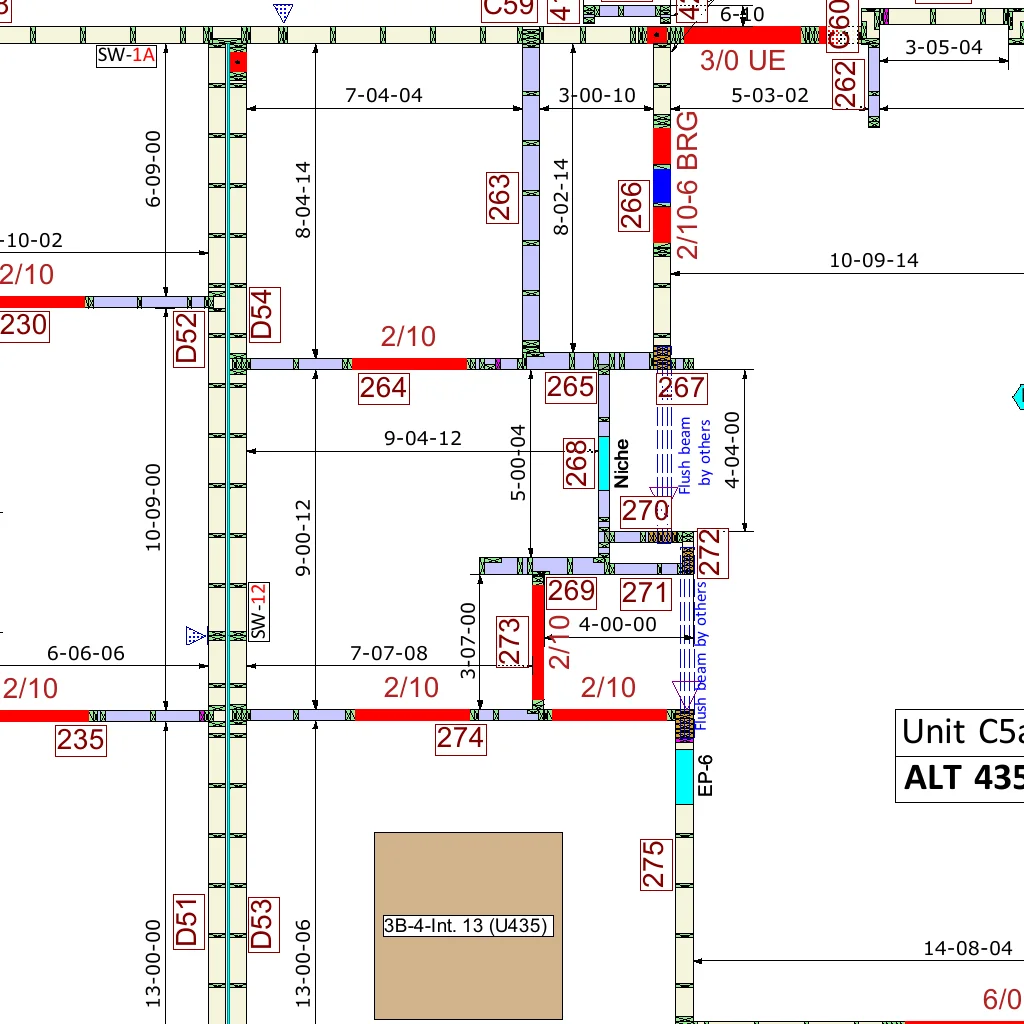 C59
6-10
C60
3-05-04
SW-1A
3/0 UE
262
7-04-04
3-00-10
5-03-02
6-09-00
8-04-14
263
8-02-14
266
2/10-6 BRG
-10-02
10-09-14
2/10
230
D52
D54
2/10
264
265
267
9-04-12
5-00-04
268
Niche
Flush beam
by others
4-04-00
10-09-00
9-00-12
270
272
SW-12
269
271
3-07-00
273
2/10
4-00-00
Flush beam by others
6-06-06
7-07-08
2/10
2/10
2/10
235
274
Unit C5a
ALT 435
EP-6
275
D51
D53
3B-4-Int. 13 (U435)
13-00-00
13-00-06
14-08-04
6/0